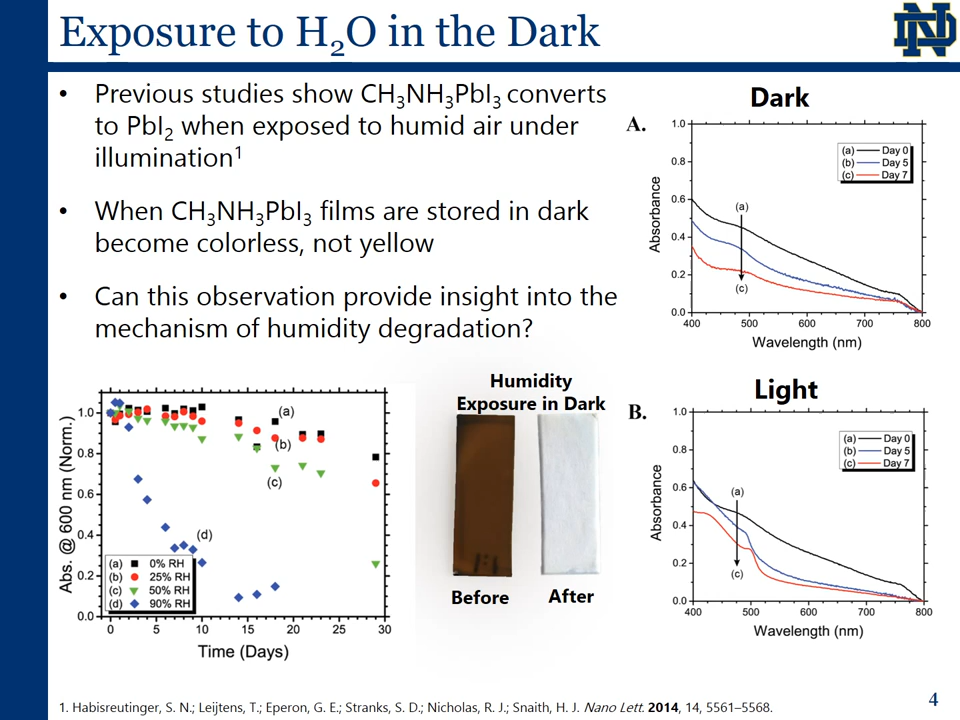 Exposure to H₂O in the Dark
ND
• Previous studies show CH₃NH₃PbI₃ converts
to PbI₂ when exposed to humid air under
illumination¹
• When CH₃NH₃PbI₃ films are stored in dark
become colorless, not yellow
• Can this observation provide insight into the
mechanism of humidity degradation?
Dark
A.
1.0
0.8
0.6
0.4
0.2
0.0
Absorbance
(a) Day 0
(b) Day 5
(c) Day 7
(a)
(c)
400 500 600 700 800
Wavelength (nm)
Abs. @ 600 nm (Norm.)
1.0
0.8
0.6
0.4
0.2
0.0
(a)
(b)
(c)
(d)
(a) 0% RH
(b) 25% RH
(c) 50% RH
(d) 90% RH
0 5 10 15 20 25 30
Time (Days)
Humidity
Exposure in Dark
Before After
Light
B.
1.0
0.8
0.6
0.4
0.2
0.0
Absorbance
(a) Day 0
(b) Day 5
(c) Day 7
(a)
(c)
400 500 600 700 800
Wavelength (nm)
1. Habisreutinger, S. N.; Leijtens, T.; Eperon, G. E.; Stranks, S. D.; Nicholas, R. J.; Snaith, H. J. Nano Lett. 2014, 14, 5561–5568.
4